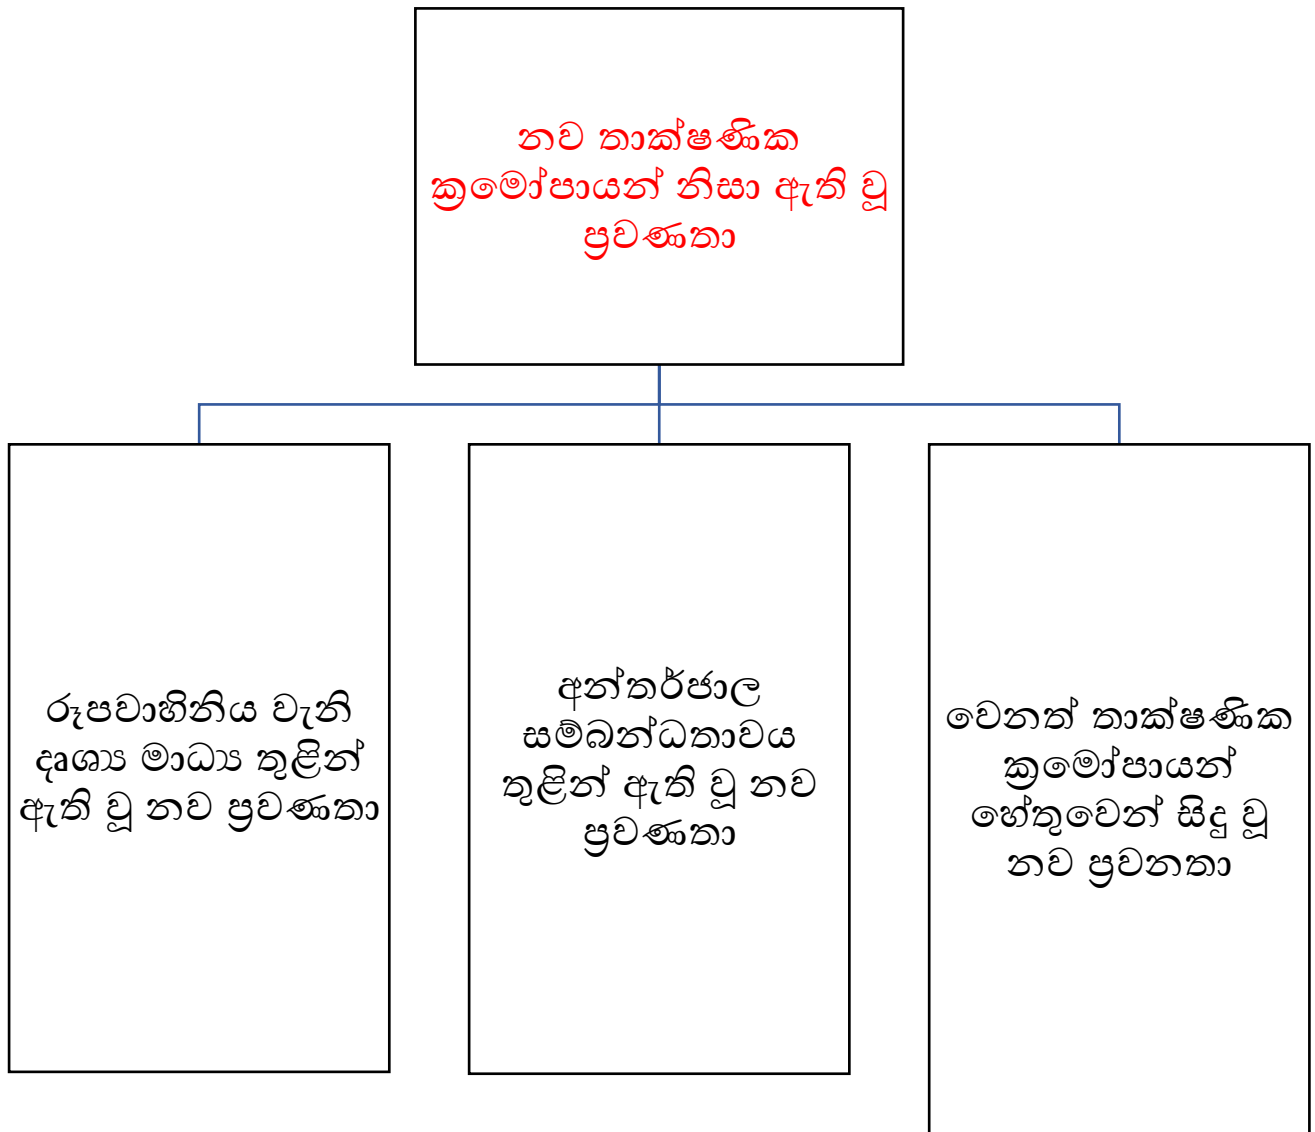 නව තාක්ෂණික
ක්‍රමෝපායන් නිසා ඇති වූ
ප්‍රවණතා
රූපවාහිනිය වැනි
දෘශ්‍ය මාධ්‍ය තුළින්
ඇති වූ නව ප්‍රවණතා
අන්තර්ජාල
සම්බන්ධතාවය
තුළින් ඇති වූ නව
ප්‍රවණතා
වෙනත් තාක්ෂණික
ක්‍රමෝපායන්
හේතුවෙන් සිදු වූ
නව ප්‍රවනතා